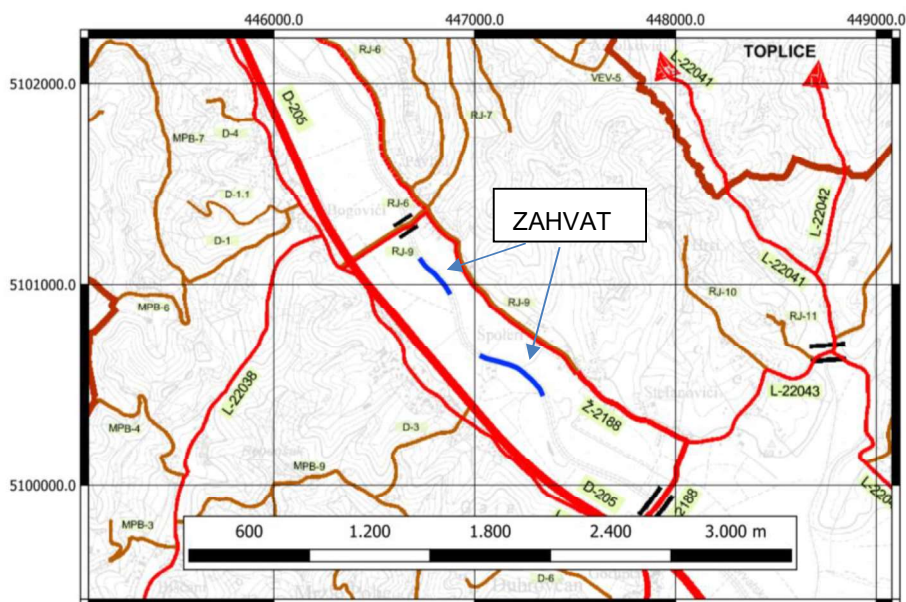 446000.0 447000.0 448000.0 449000.0
5102000.0
5101000.0
5100000.0
RJ-6
VEV-5
L-22041
TOPLICE
D-205
RJ-7
MPB-7
D-4
D-1.1
RJ-6
ZAHVAT
L-22042
D-1
RJ-9
L-22041
RJ-10
RJ-9
MPB-6
RJ-11
L-22038
Ž-2188
L-22043
MPB-4
D-3
MPB-9
D-205
MPB-3
600 1.200 1.800 2.400 3.000 m
D-6